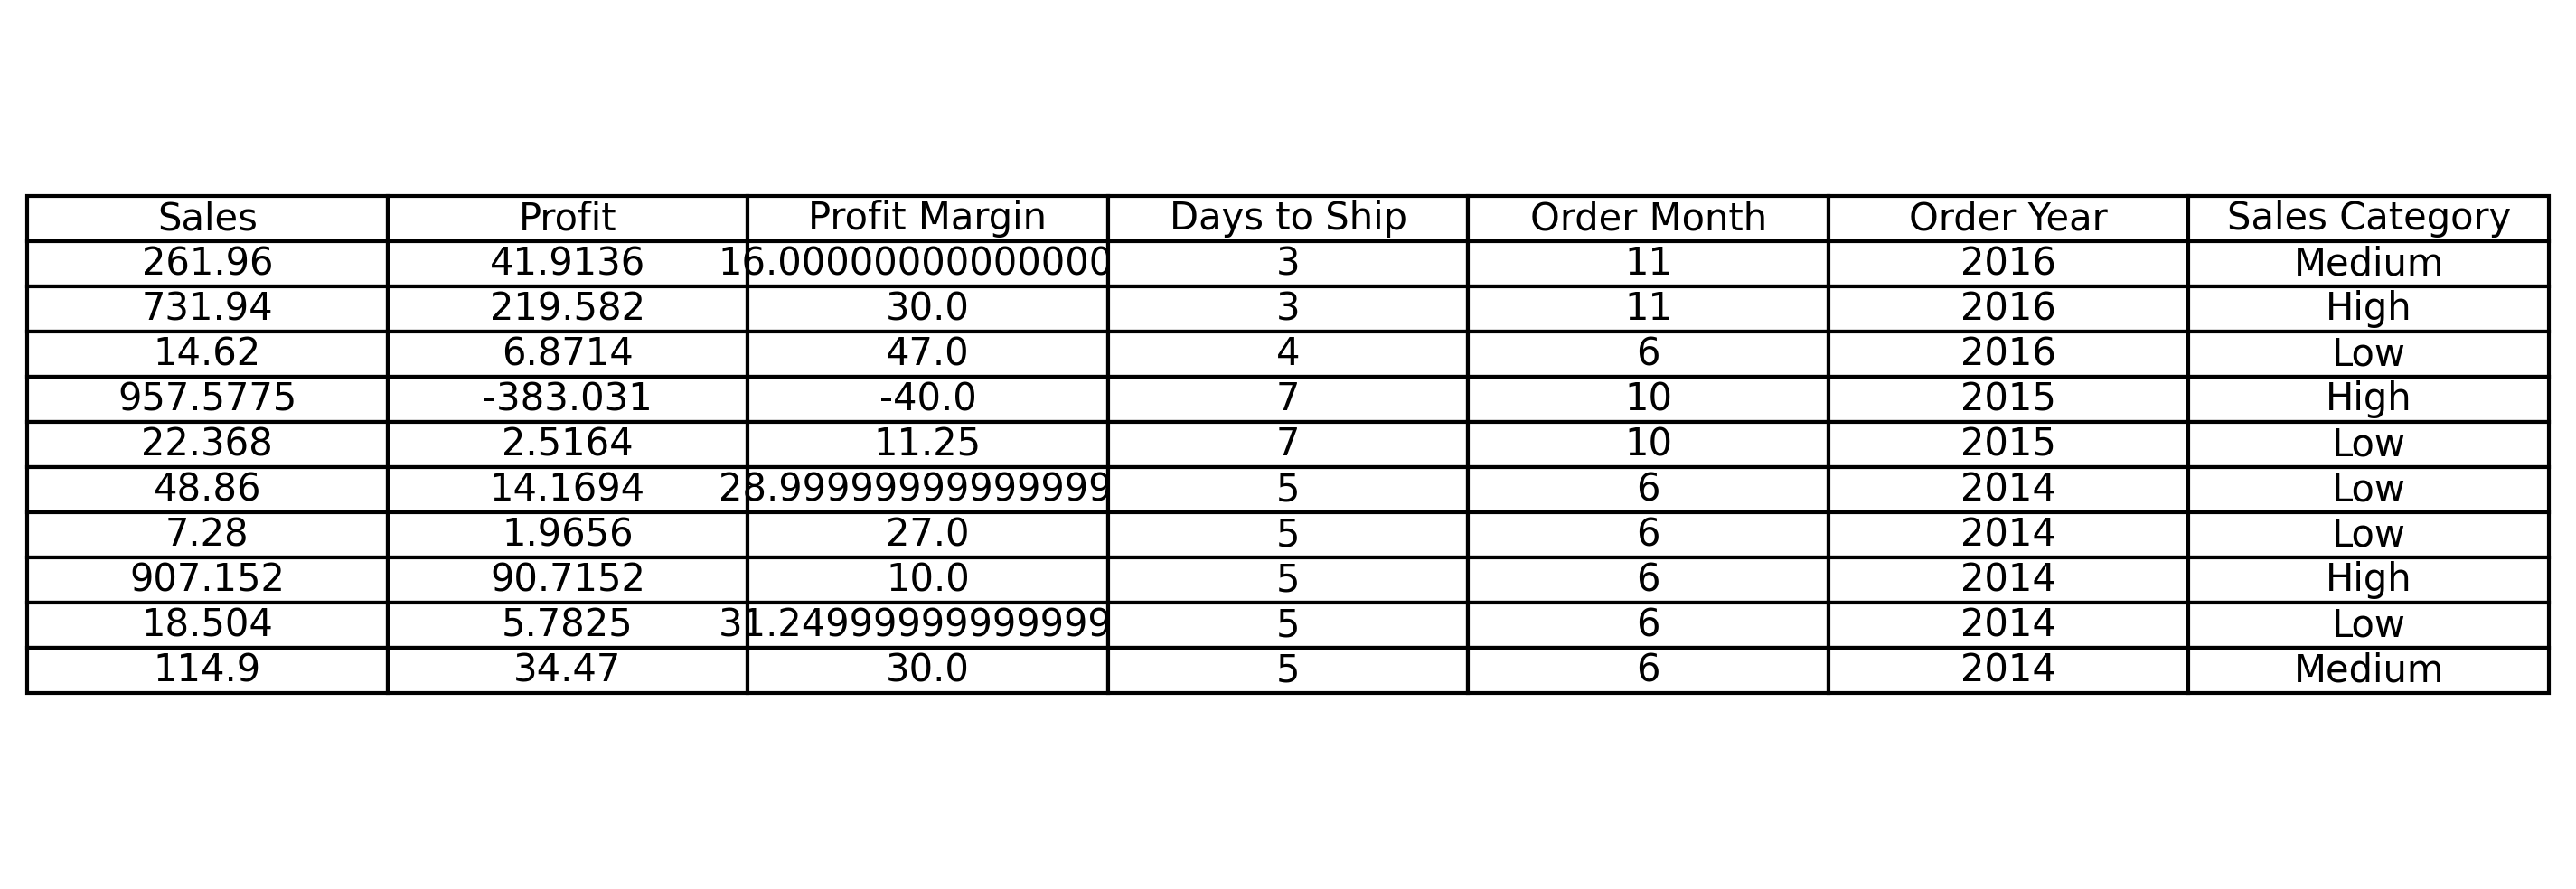 Sales Profit Profit Margin Days to Ship Order Month Order Year Sales Category
261.96 41.9136 16.00000000000000 3 11 2016 Medium
731.94 219.582 30.0 3 11 2016 High
14.62 6.8714 47.0 4 6 2016 Low
957.5775 -383.031 -40.0 7 10 2015 High
22.368 2.5164 11.25 7 10 2015 Low
48.86 14.1694 28.99999999999999 5 6 2014 Low
7.28 1.9656 27.0 5 6 2014 Low
907.152 90.7152 10.0 5 6 2014 High
18.504 5.7825 31.24999999999999 5 6 2014 Low
114.9 34.47 30.0 5 6 2014 Medium